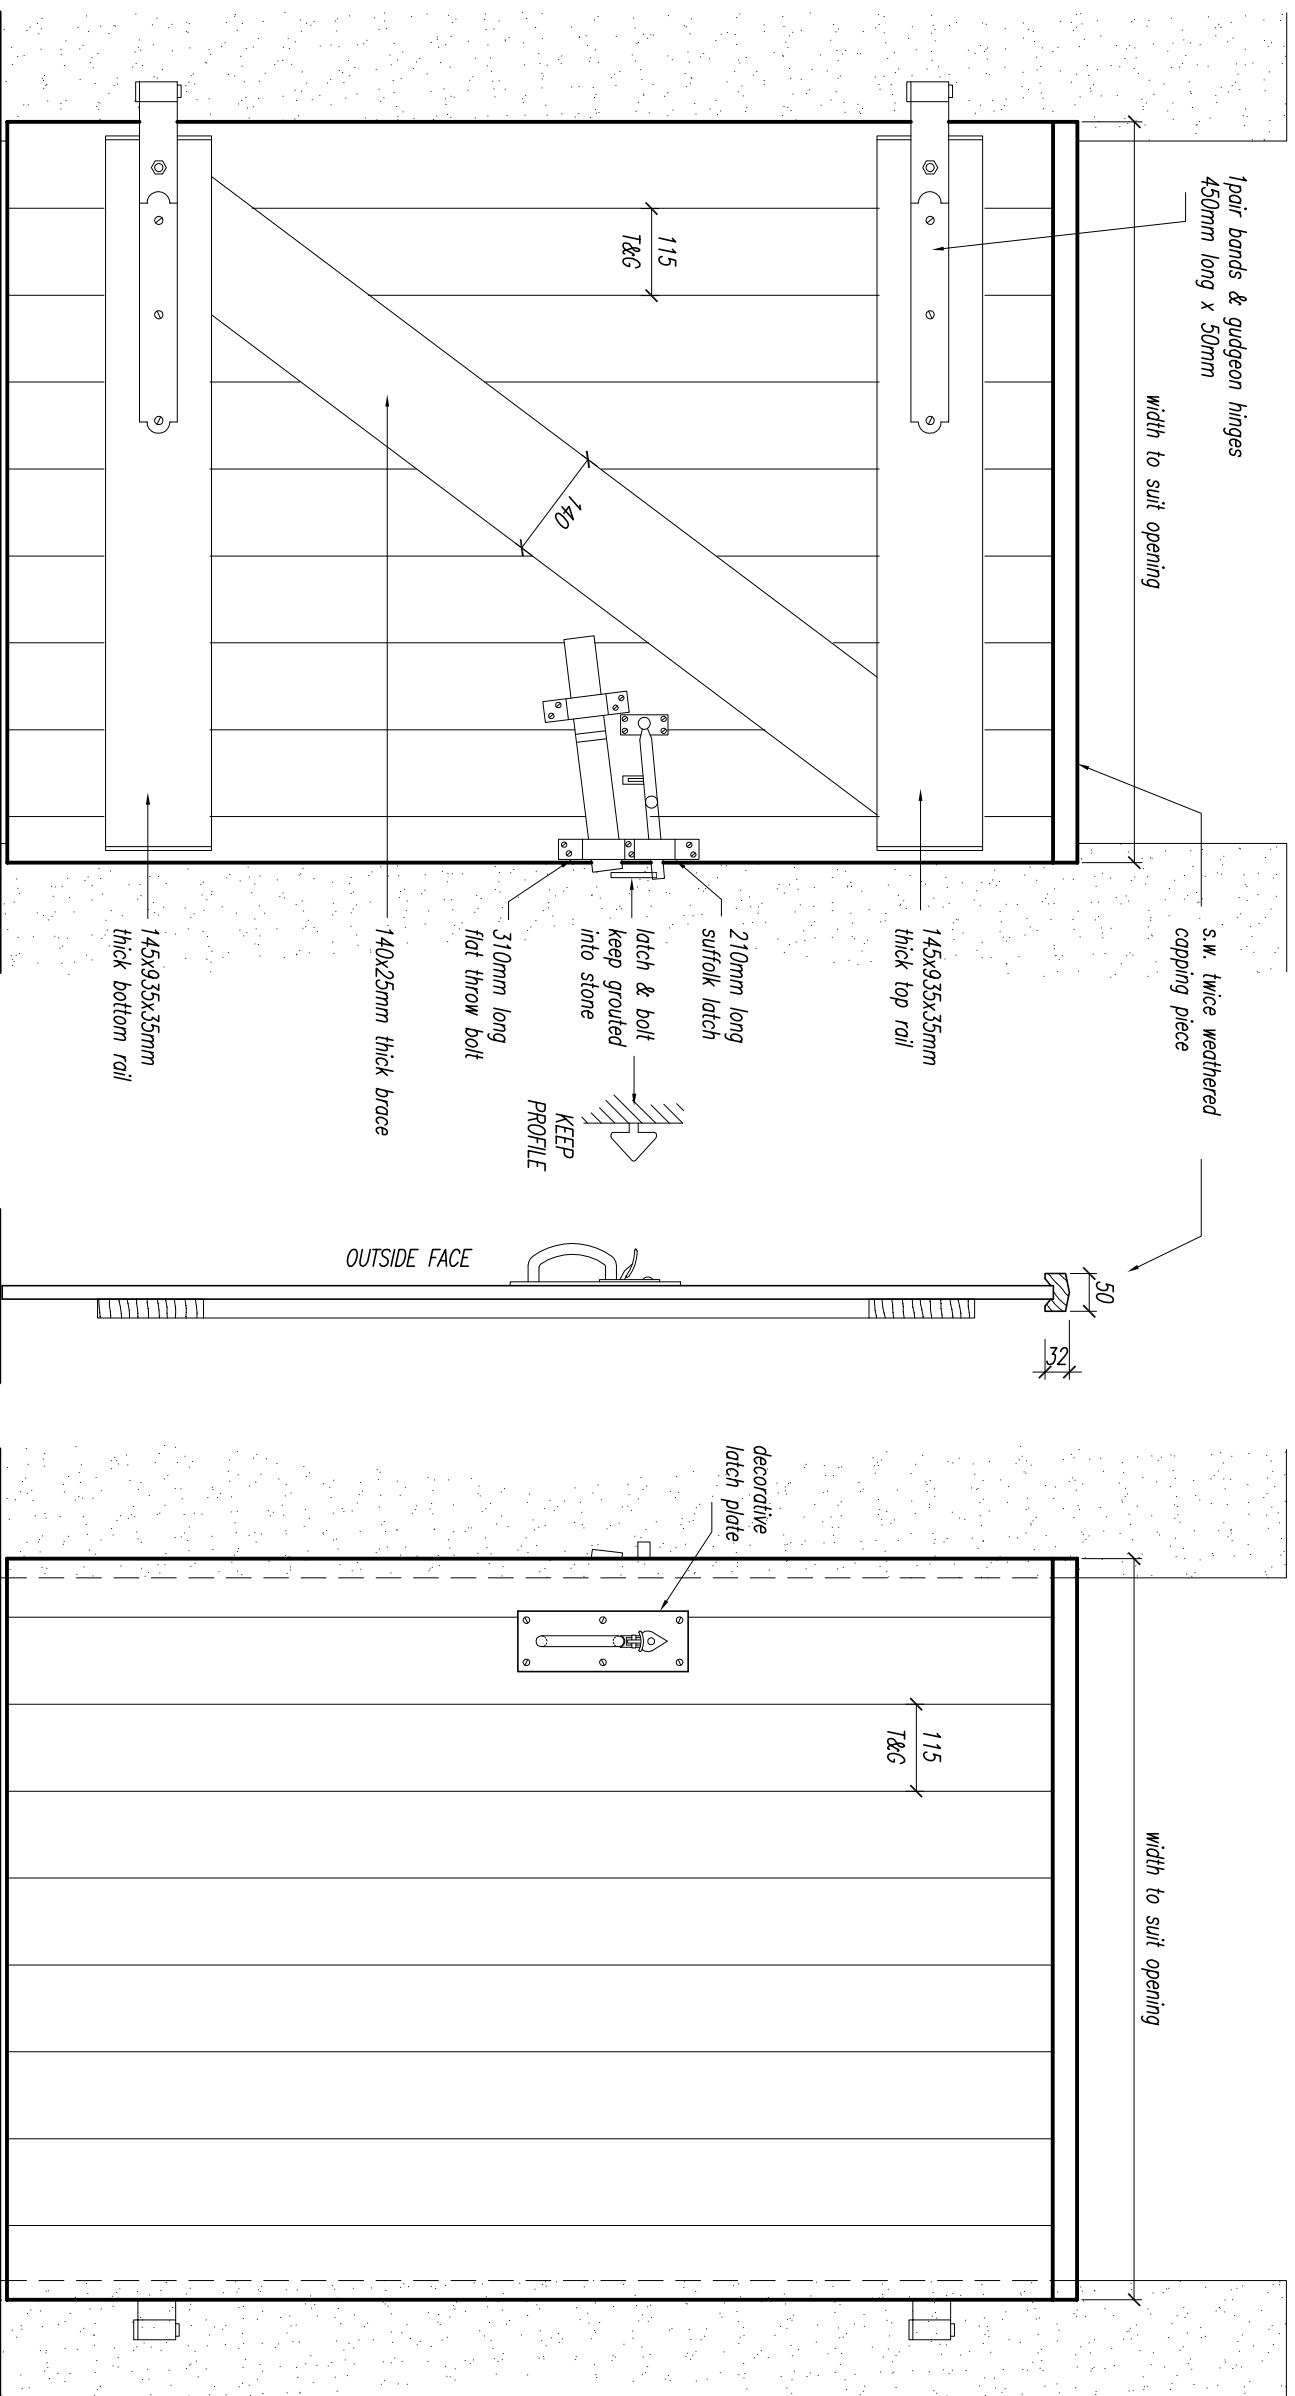 1pair bands & gudgeon hinges
450mm long x 50mm
width to suit opening
s.w. twice weathered
capping piece
115
T&G
140
145x935x35mm
thick top rail
210mm long
suffolk latch
latch & bolt
keep grouted
into stone
310mm long
flat throw bolt
140x25mm thick brace
145x935x35mm
thick bottom rail
KEEP
PROFILE
50
32
OUTSIDE FACE
width to suit opening
decorative
latch plate
115
T&G